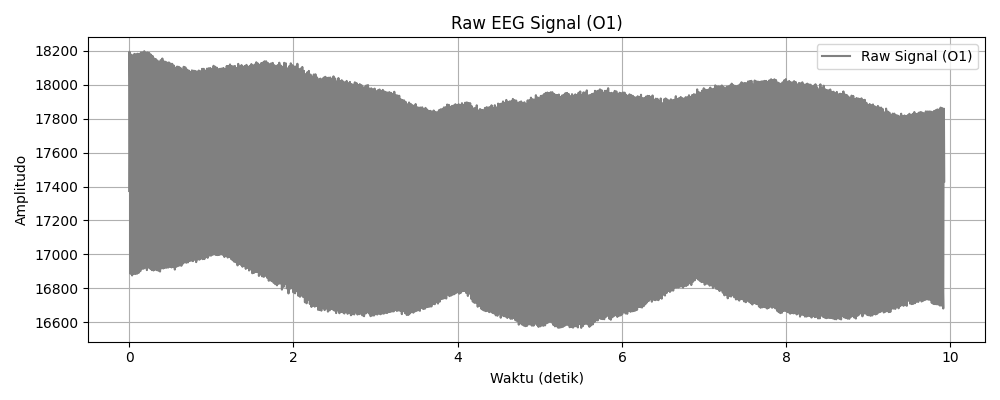 Raw EEG Signal (O1)
Raw Signal (O1)
Amplitudo
18200
18000
17800
17600
17400
17200
17000
16800
16600
0 2 4 6 8 10
Waktu (detik)